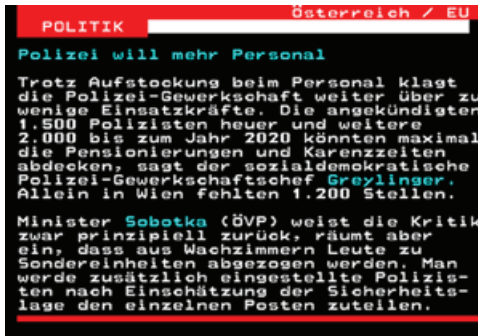 Österreich / EU
POLITIK
Polizei will mehr Personal
Trotz Aufstockung beim Personal klagt
die Polizei-Gewerkschaft weiter über zu
wenige Einsatzkräfte. Die angekündigten
1.500 Polizisten heuer und weitere
2.000 bis zum Jahr 2020 könnten maximal
die Pensionierungen und Karenzzeiten
abdecken, sagt der sozialdemokratische
Polizei-Gewerkschaftschef Greylinger.
Allein in Wien fehlten 1.200 Stellen.
Minister Sobotka (ÖVP) weist die Kritik
zwar prinzipiell zurück, räumt aber
ein, dass aus Wachzimmern Leute zu
Sondereinheiten abgezogen werden. Man
werde zusätzlich eingestellte Polizis-
ten nach Einschätzung der Sicherheits-
lage den einzelnen Posten zuteilen.